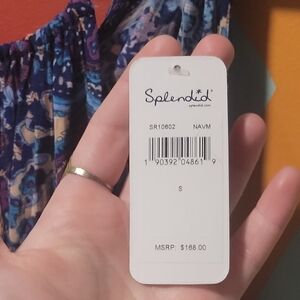 Splendid
splendid.com
SR10602 NAVM
1 90392 04861 9
S
MSRP: $168.00